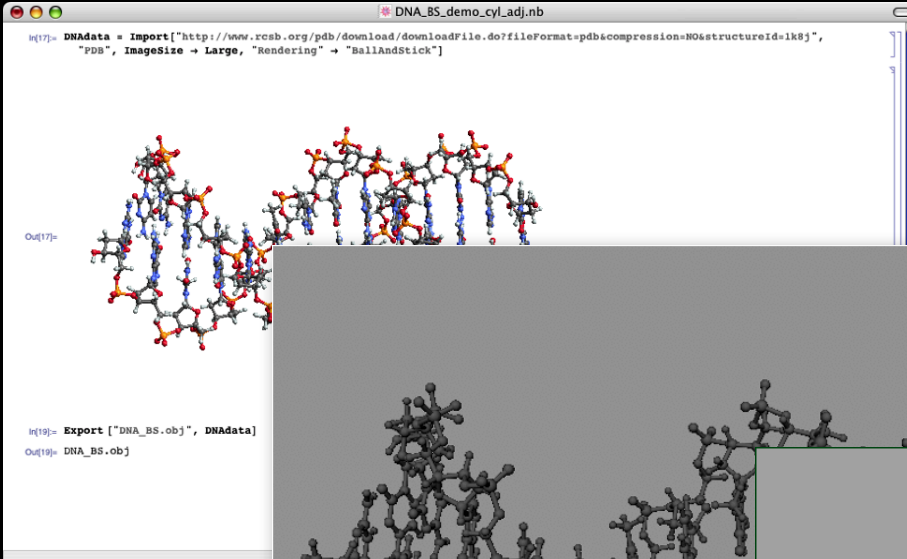 DNA_BS_demo_cyl_adj.nb
In[17]:= DNAdata = Import["http://www.rcsb.org/pdb/download/downloadFile.do?fileFormat=pdb&compression=NO&structureId=1k8j",
"PDB", ImageSize → Large, "Rendering" → "BallAndStick"]
Out[17]=
In[19]:= Export ["DNA_BS.obj", DNAdata]
Out[19]= DNA_BS.obj